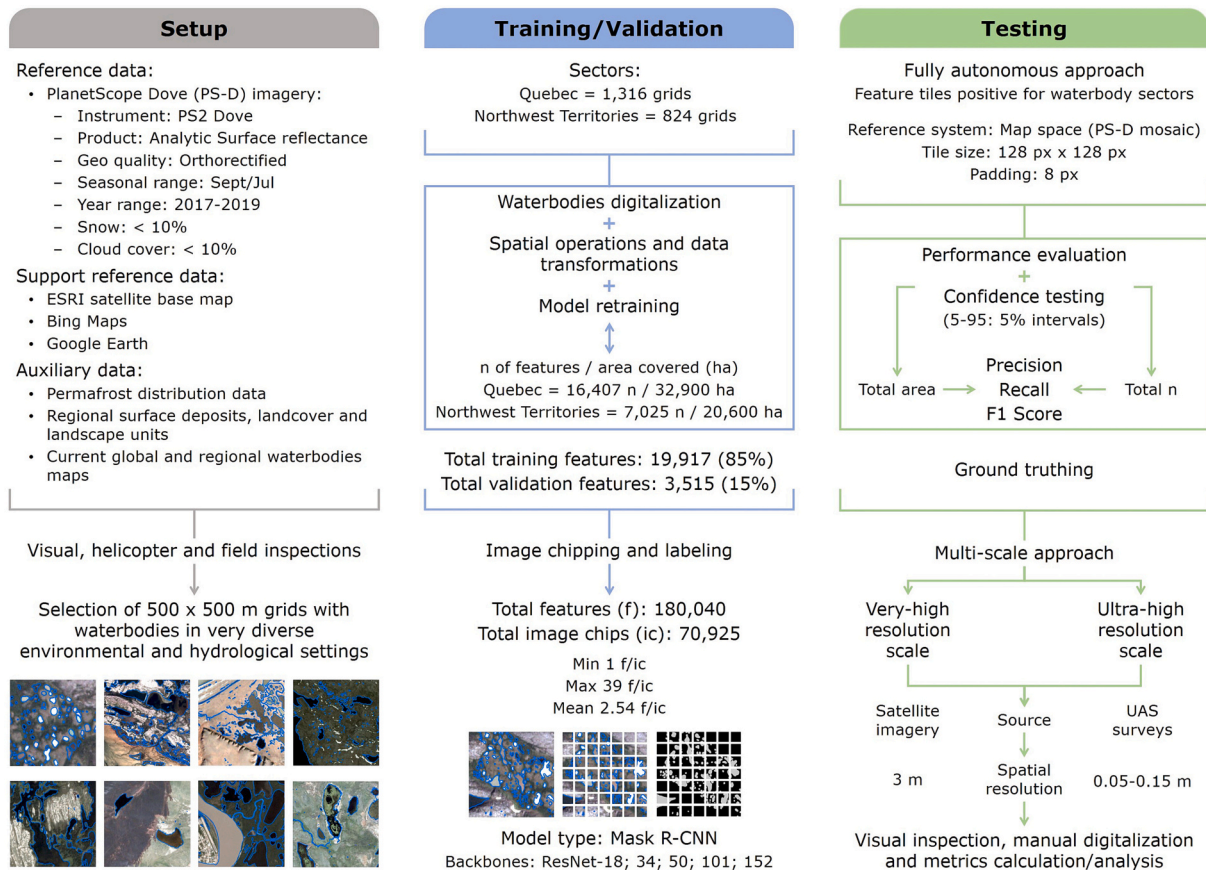 Setup
Reference data:
• PlanetScope Dove (PS-D) imagery:
– Instrument: PS2 Dove
– Product: Analytic Surface reflectance
– Geo quality: Orthorectified
– Seasonal range: Sept/Jul
– Year range: 2017-2019
– Snow: < 10%
– Cloud cover: < 10%
Support reference data:
• ESRI satellite base map
• Bing Maps
• Google Earth
Auxiliary data:
• Permafrost distribution data
• Regional surface deposits, landcover and
landscape units
• Current global and regional waterbodies
maps
Visual, helicopter and field inspections
Selection of 500 x 500 m grids with
waterbodies in very diverse
environmental and hydrological settings
Training/Validation
Sectors:
Quebec = 1,316 grids
Northwest Territories = 824 grids
Waterbodies digitalization
+
Spatial operations and data
transformations
+
Model retraining
n of features / area covered (ha)
Quebec = 16,407 n / 32,900 ha
Northwest Territories = 7,025 n / 20,600 ha
Total training features: 19,917 (85%)
Total validation features: 3,515 (15%)
Image chipping and labeling
Total features (f): 180,040
Total image chips (ic): 70,925
Min 1 f/ic
Max 39 f/ic
Mean 2.54 f/ic
Model type: Mask R-CNN
Backbones: ResNet-18; 34; 50; 101; 152
Testing
Fully autonomous approach
Feature tiles positive for waterbody sectors
Reference system: Map space (PS-D mosaic)
Tile size: 128 px x 128 px
Padding: 8 px
Performance evaluation
+
Confidence testing
(5-95: 5% intervals)
Precision
Total area Recall Total n
F1 Score
Ground truthing
Multi-scale approach
Very-high
resolution
scale
Ultra-high
resolution
scale
Satellite
imagery
Source
UAS
surveys
3 m
Spatial
resolution
0.05-0.15 m
Visual inspection, manual digitalization
and metrics calculation/analysis